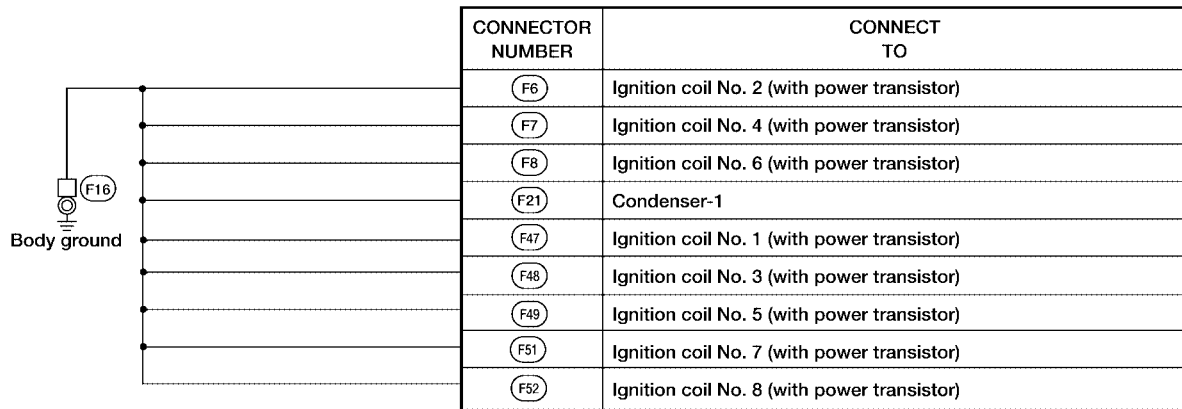 CONNECTOR NUMBER CONNECT TO
F6 Ignition coil No. 2 (with power transistor)
F7 Ignition coil No. 4 (with power transistor)
F8 Ignition coil No. 6 (with power transistor)
F16
F21 Condenser-1
Body ground
F47 Ignition coil No. 1 (with power transistor)
F48 Ignition coil No. 3 (with power transistor)
F49 Ignition coil No. 5 (with power transistor)
F51 Ignition coil No. 7 (with power transistor)
F52 Ignition coil No. 8 (with power transistor)